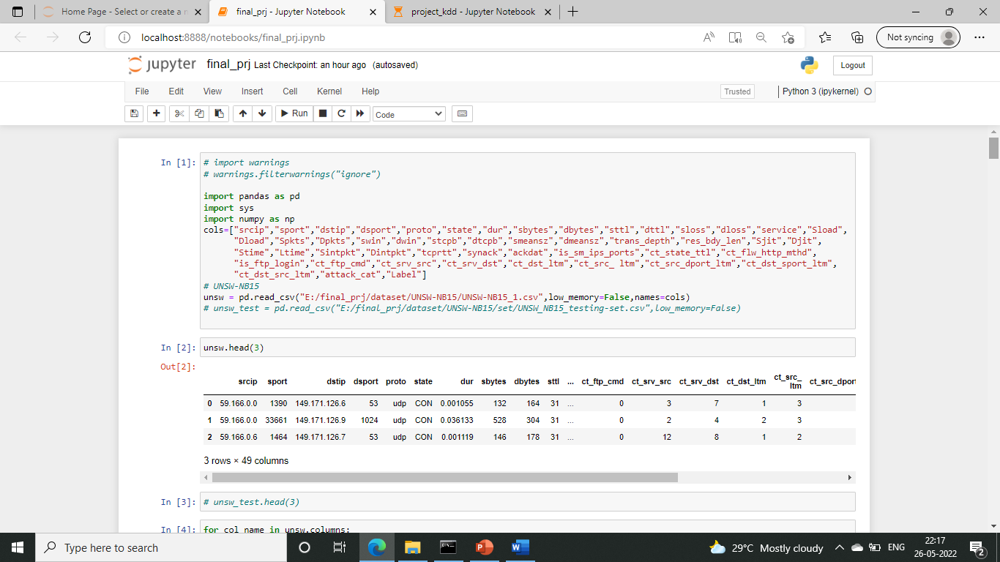 Home Page - Select or create a n
final_prj - Jupyter Notebook
project_kdd - Jupyter Notebook
localhost:8888/notebooks/final_prj.ipynb
Not syncing
jupyter final_prj Last Checkpoint: an hour ago (autosaved)
Logout
File Edit View Insert Cell Kernel Help
Trusted
Python 3 (ipykernel)
Run
Code
In [1]:
# import warnings
# warnings.filterwarnings("ignore")
import pandas as pd
import sys
import numpy as np
cols=["srcip","sport","dstip","dsport","proto","state","dur","sbytes","dbytes","sttl","dttl","sloss","dloss","service","Sload",
"Dload","Spkts","Dpkts","swin","dwin","stcpb","dtcpb","smeansz","dmeansz","trans_depth","res_bdy_len","Sjit","Djit",
"Stime","Ltime","Sintpkt","Dintpkt","tcprtt","synack","ackdat","is_sm_ips_ports","ct_state_ttl","ct_flw_http_mthd",
"is_ftp_login","ct_ftp_cmd","ct_srv_src","ct_srv_dst","ct_dst_ltm","ct_src_ ltm","ct_src_dport_ltm","ct_dst_sport_ltm",
"ct_dst_src_ltm","attack_cat","Label"]
# UNSW-NB15
unsw = pd.read_csv("E:/final_prj/dataset/UNSW-NB15/UNSW-NB15_1.csv",low_memory=False,names=cols)
# unsw_test = pd.read_csv("E:/final_prj/dataset/UNSW-NB15/set/UNSW_NB15_testing-set.csv",low_memory=False)
In [2]:
unsw.head(3)
Out[2]:
srcip sport dstip dsport proto state dur sbytes dbytes sttl ... ct_ftp_cmd ct_srv_src ct_srv_dst ct_dst_ltm ct_src_ ltm ct_src_dport
0 59.166.0.0 1390 149.171.126.6 53 udp CON 0.001055 132 164 31 ... 0 3 7 1 3
1 59.166.0.0 33661 149.171.126.9 1024 udp CON 0.036133 528 304 31 ... 0 2 4 2 3
2 59.166.0.6 1464 149.171.126.7 53 udp CON 0.001119 146 178 31 ... 0 12 8 1 2
3 rows × 49 columns
In [3]:
# unsw_test.head(3)
In [4]:
for col_name in unsw.columns:
Type here to search
29°C Mostly cloudy
ENG
22:17
26-05-2022
2